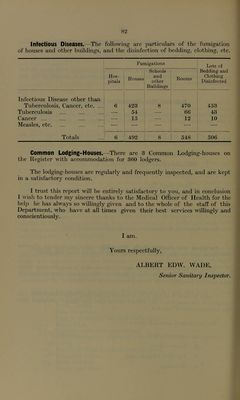 82
Infectious Diseases.—The following are particulars of the fumigation
of houses and other buildings, and the disinfection of bedding, clothing, etc.
Fumigations
Hos-
pitals
Houses
Schools
and
other
Buildings
Rooms
Lots of
Bedding and
Clothing
Disinfected
Infectious Disease other than
Tuberculosis, Cancer, etc. ... 6 423 8 470 453
Tuberculosis ... — 54 — 66 43
Cancer ... — 15 — 12 10
Measles, etc. — — — — —
Totals 6 492 8 548 506
Common Lodging-Houses.—There are 8 Common Lodging-houses on
the Register with accommodation for 360 lodgers.
The lodging-houses are regularly and frequently inspected, and are kept
in a satisfactory condition.
I trust this report will be entirely satisfactory to you, and in conclusion
I wish to tender my sincere thanks to the Medical Officer of Health for the
help he has always so willingly given and to the whole of the staff of this
Department, who have at all times given their best services willingly and
conscientiously.
I am,
Yours respectfully,
ALBERT EDW. WADE,
Senior Sanitary Inspector.